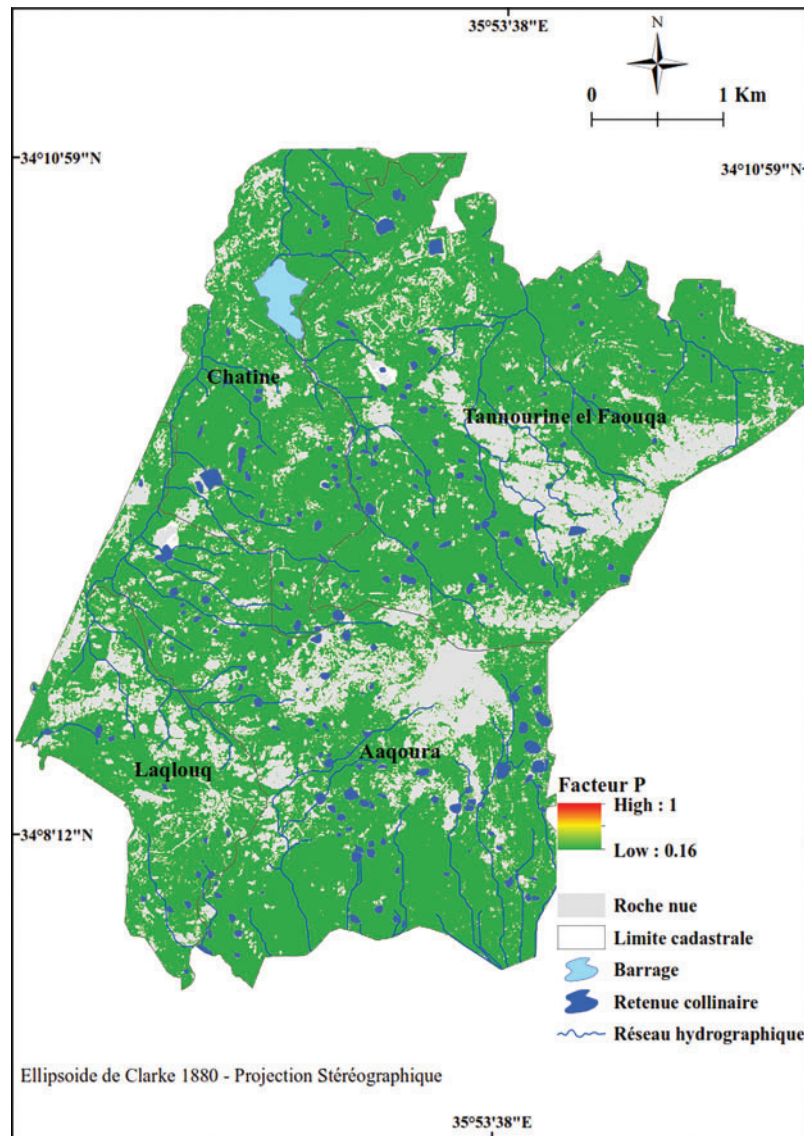 35°53'38"E
N
0 1 Km
34°10'59"N
34°10'59"N
Chatine
Tannourine el Faouqa
Aaqoura
Laqlouq
34°8'12"N
Facteur P
High : 1
Low : 0.16
Roche nue
Limite cadastrale
Barrage
Retenue collinaire
Réseau hydrographique
Ellipsoide de Clarke 1880 - Projection Stéréographique
35°53'38"E